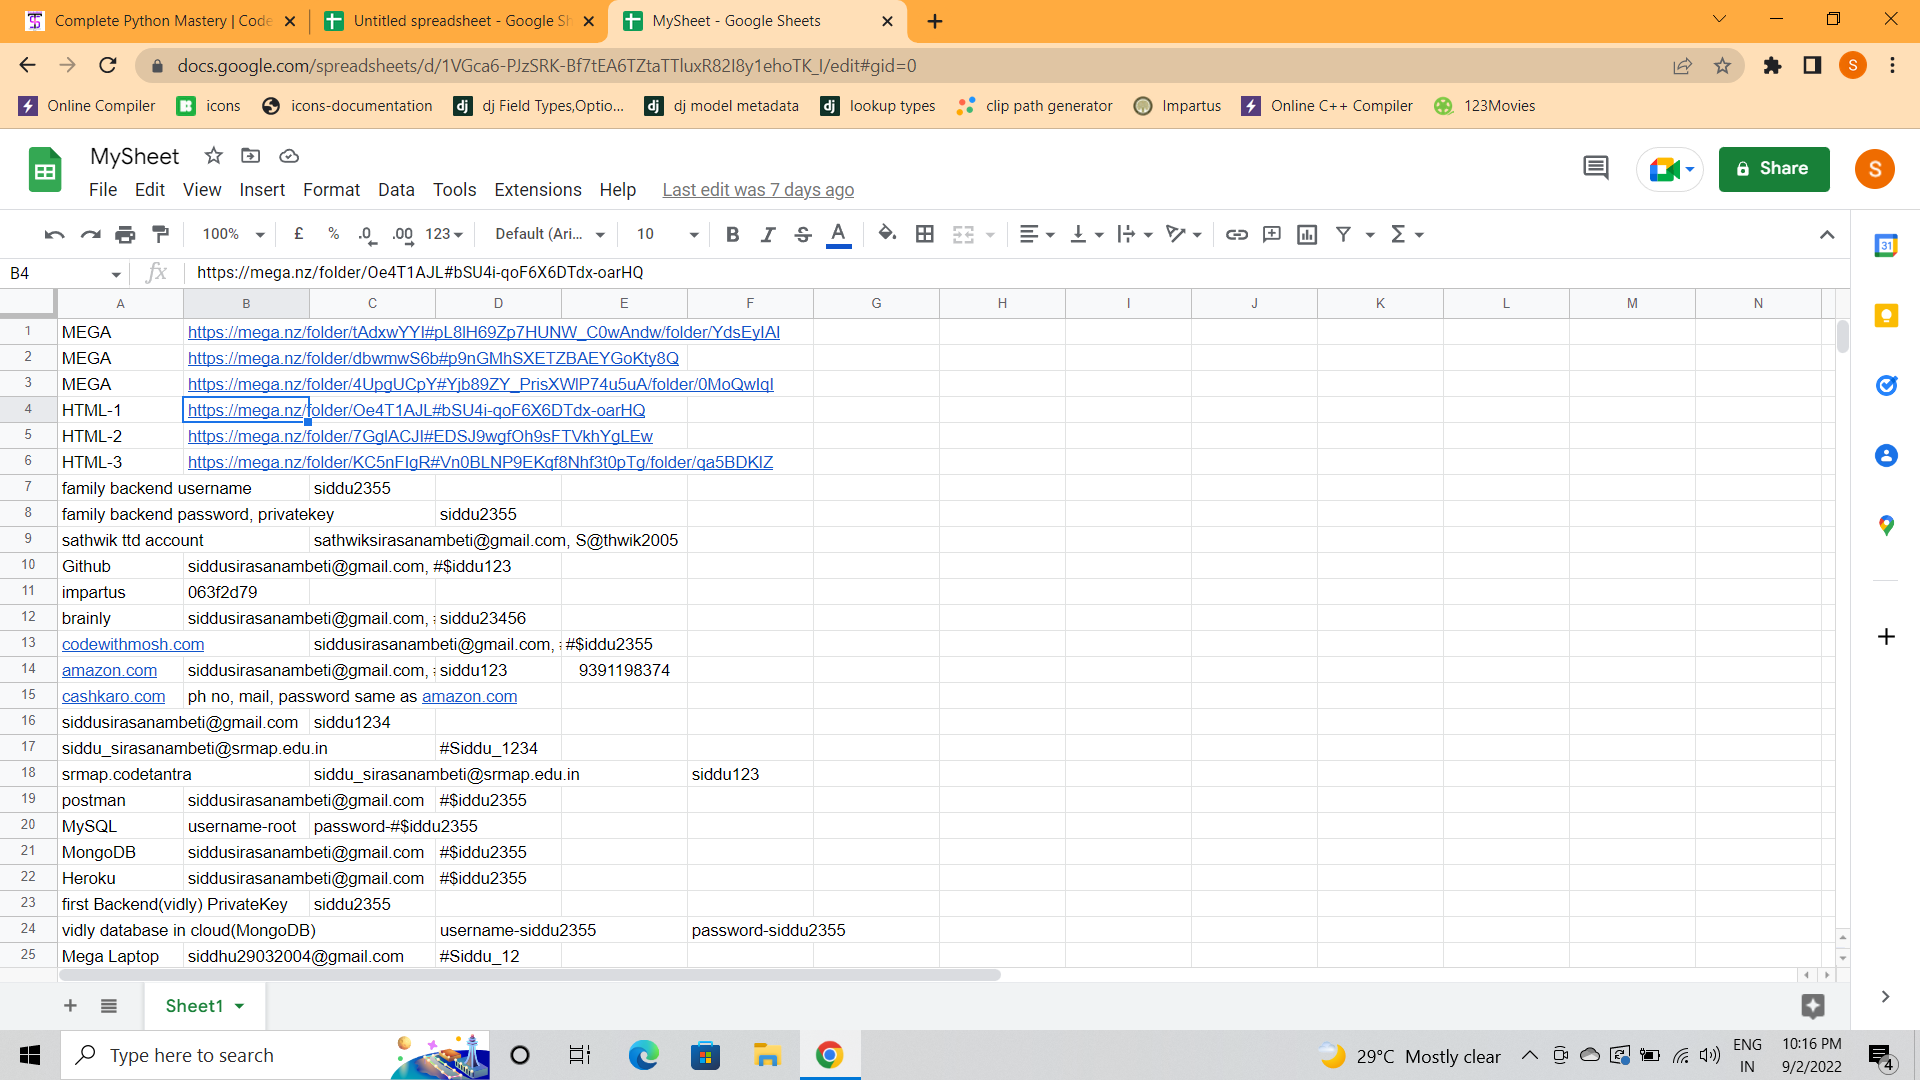 Complete Python Mastery | Code
Untitled spreadsheet - Google Sh
MySheet - Google Sheets
docs.google.com/spreadsheets/d/1VGca6-PJzSRK-Bf7tEA6TZtaTTluxR82I8y1ehoTK_I/edit#gid=0
S
Online Compiler icons icons-documentation dj Field Types,Optio... dj model metadata lookup types clip path generator Impartus Online C++ Compiler 123Movies
MySheet
File Edit View Insert Format Data Tools Extensions Help Last edit was 7 days ago
Share
S
100% £ % .0 .00 123 Default (Ari... 10 B I S A
31
B4 fx https://mega.nz/folder/Oe4T1AJL#bSU4i-qoF6X6DTdx-oarHQ
A B C D E F G H I J K L M N
1 MEGA https://mega.nz/folder/tAdxwYYI#pL8lH69Zp7HUNW_C0wAndw/folder/YdsEyIAI
2 MEGA https://mega.nz/folder/dbwmwS6b#p9nGMhSXETZBAEYGoKty8Q
3 MEGA https://mega.nz/folder/4UpgUCpY#Yjb89ZY_PrisXWlP74u5uA/folder/0MoQwIqI
4 HTML-1 https://mega.nz/folder/Oe4T1AJL#bSU4i-qoF6X6DTdx-oarHQ
5 HTML-2 https://mega.nz/folder/7GglACJI#EDSJ9wgfOh9sFTVkhYgLEw
6 HTML-3 https://mega.nz/folder/KC5nFIgR#Vn0BLNP9EKqf8Nhf3t0pTg/folder/qa5BDKIZ
7 family backend username siddu2355
8 family backend password, privatekey siddu2355
9 sathwik ttd account sathwiksirasanambeti@gmail.com, S@thwik2005
10 Github siddusirasanambeti@gmail.com, #$iddu123
11 impartus 063f2d79
12 brainly siddusirasanambeti@gmail.com, siddu23456
13 codewithmosh.com siddusirasanambeti@gmail.com, #$iddu2355
14 amazon.com siddusirasanambeti@gmail.com, siddu123 9391198374
15 cashkaro.com ph no, mail, password same as amazon.com
16 siddusirasanambeti@gmail.com siddu1234
17 siddu_sirasanambeti@srmap.edu.in #Siddu_1234
18 srmap.codetantra siddu_sirasanambeti@srmap.edu.in siddu123
19 postman siddusirasanambeti@gmail.com #$iddu2355
20 MySQL username-root password-#$iddu2355
21 MongoDB siddusirasanambeti@gmail.com #$iddu2355
22 Heroku siddusirasanambeti@gmail.com #$iddu2355
23 first Backend(vidly) PrivateKey siddu2355
24 vidly database in cloud(MongoDB) username-siddu2355 password-siddu2355
25 Mega Laptop siddhu29032004@gmail.com #Siddu_12
Sheet1
Type here to search
29°C Mostly clear
ENG
IN
10:16 PM
9/2/2022
4